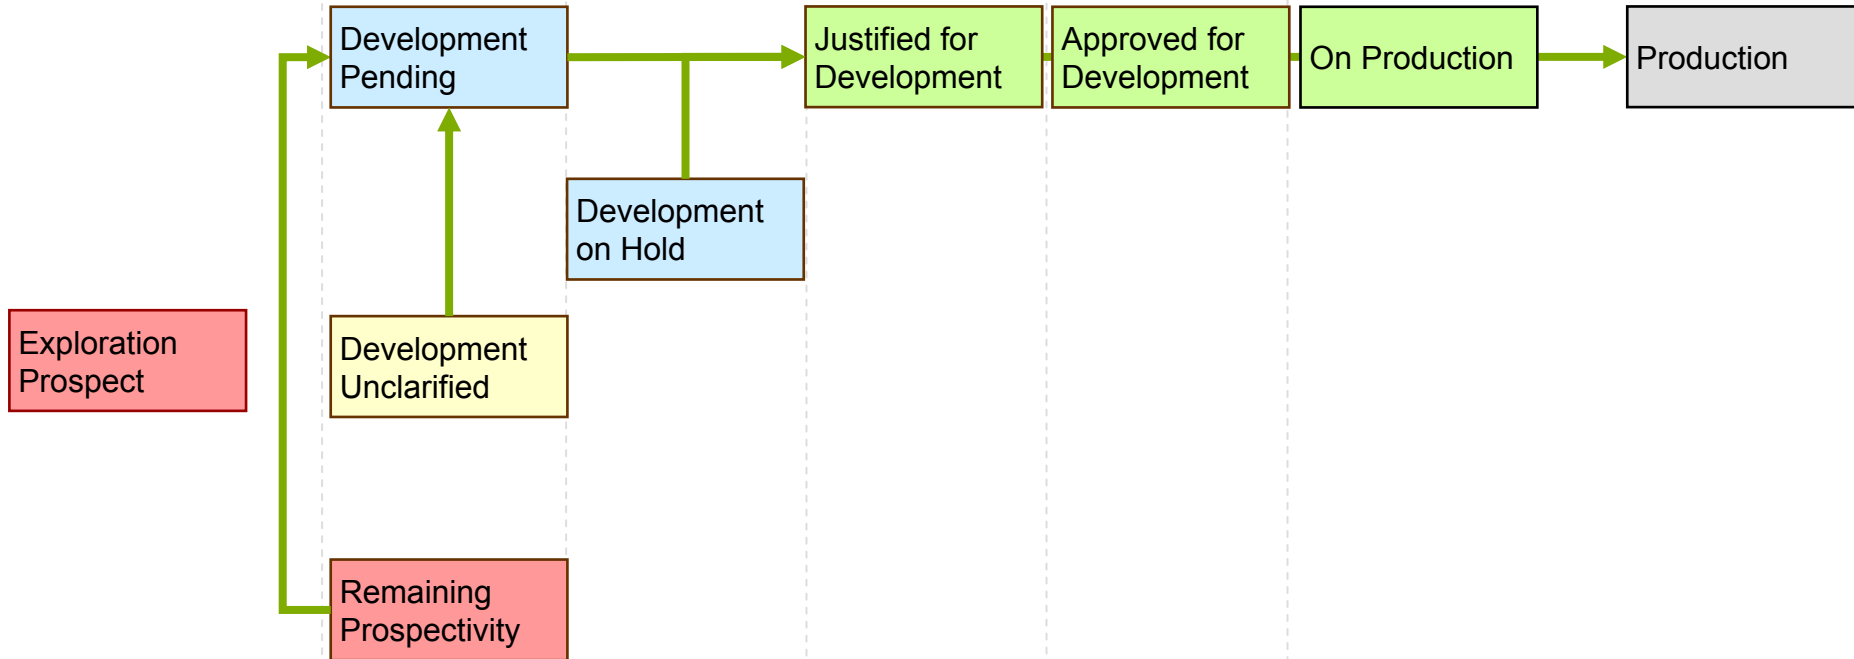 Development
Pending
Justified for
Development
Approved for
Development
On Production
Production
Development
on Hold
Exploration
Prospect
Development
Unclarified
Remaining
Prospectivity